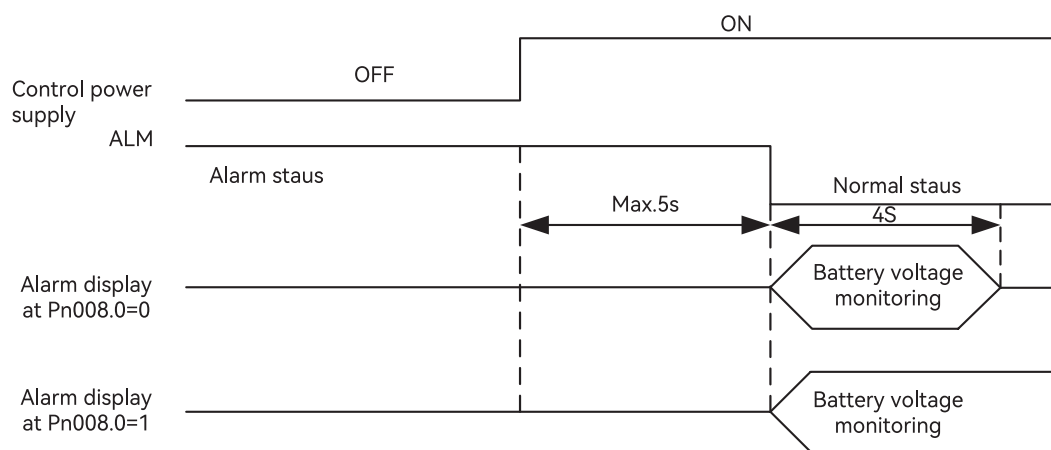 ON
OFF
Control power
supply
ALM
Alarm staus
Normal staus
Max.5s
4S
Alarm display
at Pn008.0=0
Battery voltage
monitoring
Alarm display
at Pn008.0=1
Battery voltage
monitoring